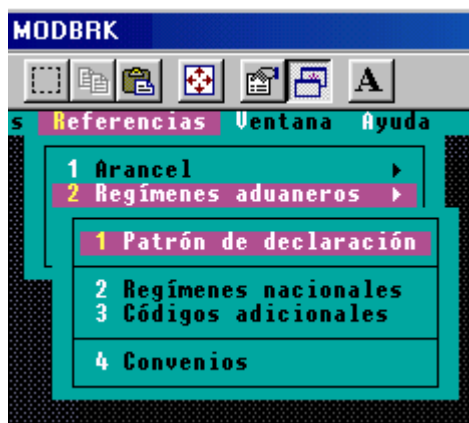 MODBRK
A
s Referencias Ventana Ayuda
1 Arancel
2 Regímenes aduaneros
1 Patrón de declaración
2 Regímenes nacionales
3 Códigos adicionales
4 Convenios